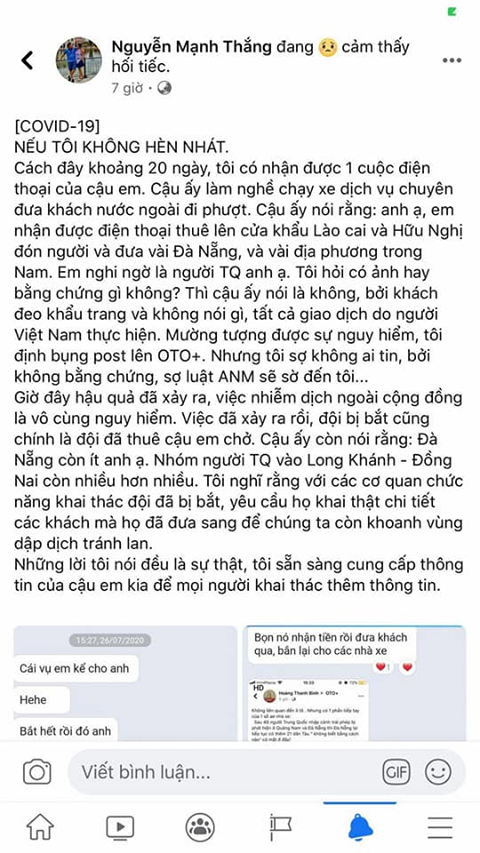 Nguyễn Mạnh Thắng đang 😥 cảm thấy
hối tiếc.
7 giờ ·
[COVID-19]
NẾU TÔI KHÔNG HÈN NHÁT.
Cách đây khoảng 20 ngày, tôi có nhận được 1 cuộc điện
thoại của cậu em. Cậu ấy làm nghề chạy xe dịch vụ chuyên
đưa khách nước ngoài đi phượt. Cậu ấy nói rằng: anh ạ, em
nhận được điện thoại thuê lên cửa khẩu Lào cai và Hữu Nghị
đón người và đưa vài Đà Nẵng, và vài địa phương trong
Nam. Em nghi ngờ là người TQ anh ạ. Tôi hỏi có ảnh hay
bằng chứng gì không? Thì cậu ấy nói là không, bởi khách
đeo khẩu trang và không nói gì, tất cả giao dịch do người
Việt Nam thực hiện. Mường tượng được sự nguy hiểm, tôi
định bụng post lên OTO+. Nhưng tôi sợ không ai tin, bởi
không bằng chứng, sợ luật ANM sẽ sờ đến tôi...
Giờ đây hậu quả đã xảy ra, việc nhiễm dịch ngoài cộng đồng
là vô cùng nguy hiểm. Việc đã xảy ra rồi, đội bị bắt cũng
chính là đội đã thuê cậu em chở. Cậu ấy còn nói rằng: Đà
Nẵng còn ít anh ạ. Nhóm người TQ vào Long Khánh - Đồng
Nai còn nhiều hơn nhiều. Tôi nghĩ rằng với các cơ quan chức
năng khai thác đội đã bị bắt, yêu cầu họ khai thật chi tiết
các khách mà họ đã đưa sang để chúng ta còn khoanh vùng
dập dịch tránh lan.
Những lời tôi nói đều là sự thật, tôi sẵn sàng cung cấp thông
tin của cậu em kia để mọi người khai thác thêm thông tin.
15:27, 26/07/2020
Cái vụ em kể cho anh
Hehe
Bắt hết rồi đó anh
Bọn nó nhận tiền rồi đưa khách
qua, bắn lại cho các nhà xe
HD
Hoàng Thanh Bình > OTO+
Viết bình luận...
GIF